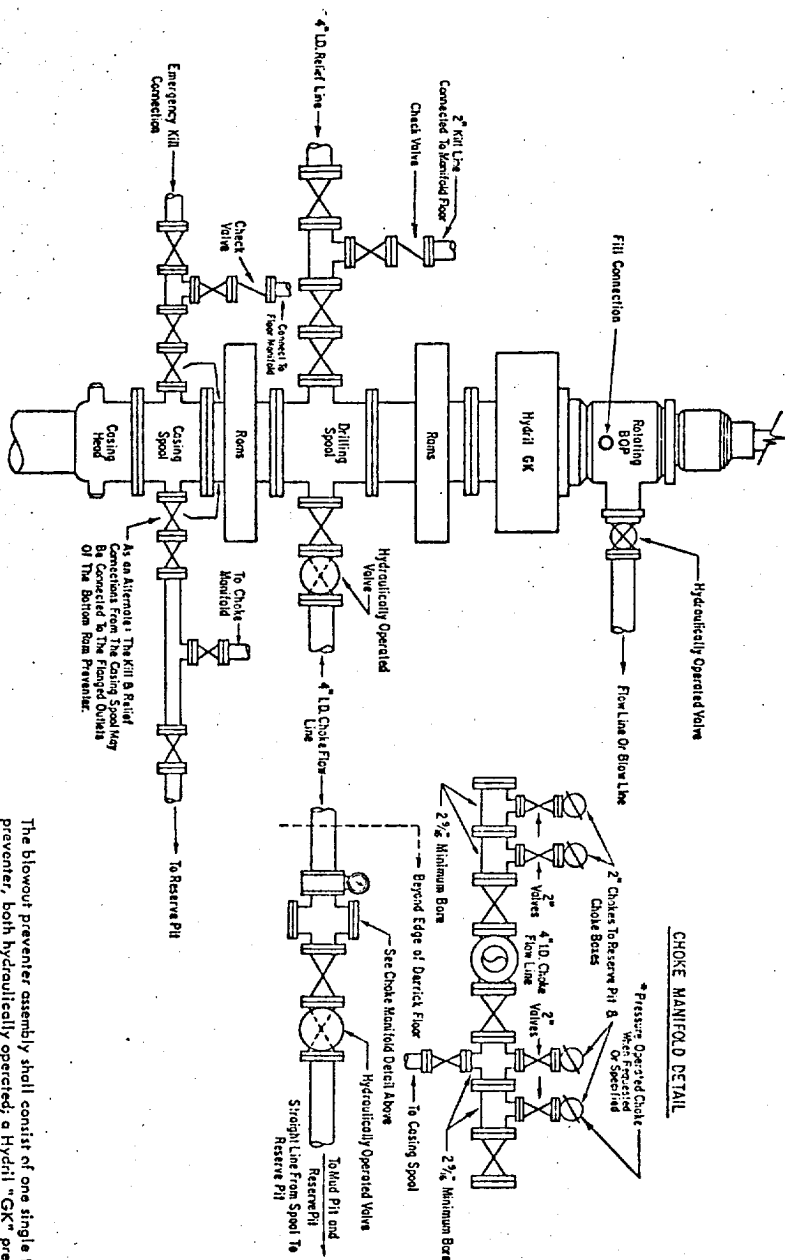 4" I.D. Relief Line
2" Kill Line
Connected To Manifold Floor
Check Valve
Emergency Kill
Connection
Check
Valve
Connect To
Floor Manifold
Fill Connection
Rotating
BOP
Hydril GK
Rams
Drilling
Spool
Rams
Casing
Spool
Casing
Head
Hydraulically Operated Valve
Flow Line Or Blow Line
Hydraulically Operated
Valve
4" I.D. Choke Flow
Line
To Choke
Manifold
As an Alternate: The Kill & Relief
Connections From The Casing Spool May
Be Connected To The Flanged Outlets
Of The Bottom Ram Preventer.
To Reserve Pit
CHOKE MANIFOLD DETAIL
*Pressure Operated Choke
When Requested
Or Specified
2" Chokes To Reserve Pit &
Choke Boxes
2"
Valves
4" I.D. Choke
Flow Line
2"
Valves
2 9/16" Minimum Bore
2 9/16" Minimum Bore
To Casing Spool
Beyond Edge of Derrick Floor
See Choke Manifold Detail Above
Hydraulically Operated Valve
To Mud Pit and
Reserve Pit
Straight Line From Spool To
Reserve Pit
The blowout preventer assembly shall consist of one single
preventer, both hydraulically operated; a Hydril "GK" pre